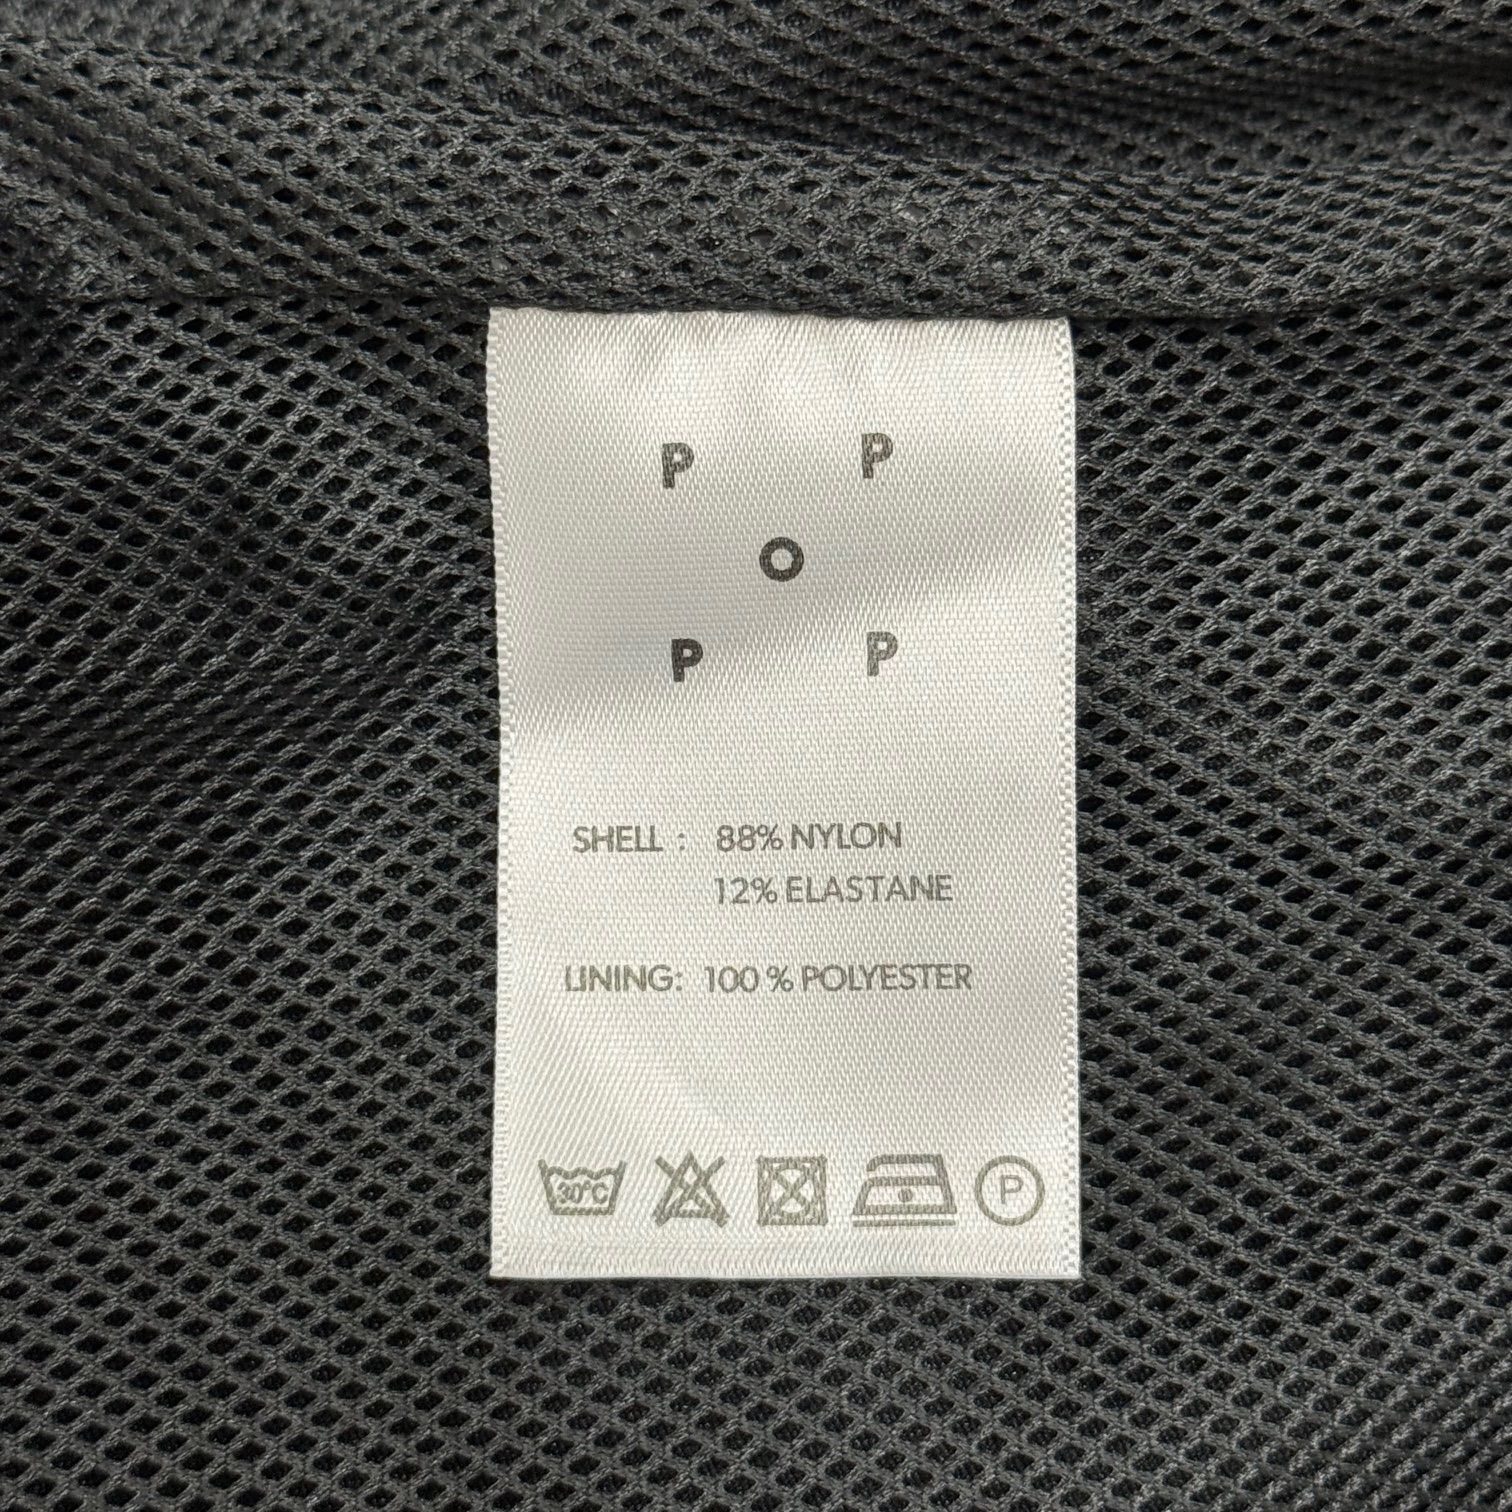 P P
O
P P
SHELL : 88% NYLON
12% ELASTANE
LINING: 100 % POLYESTER
30°C
P